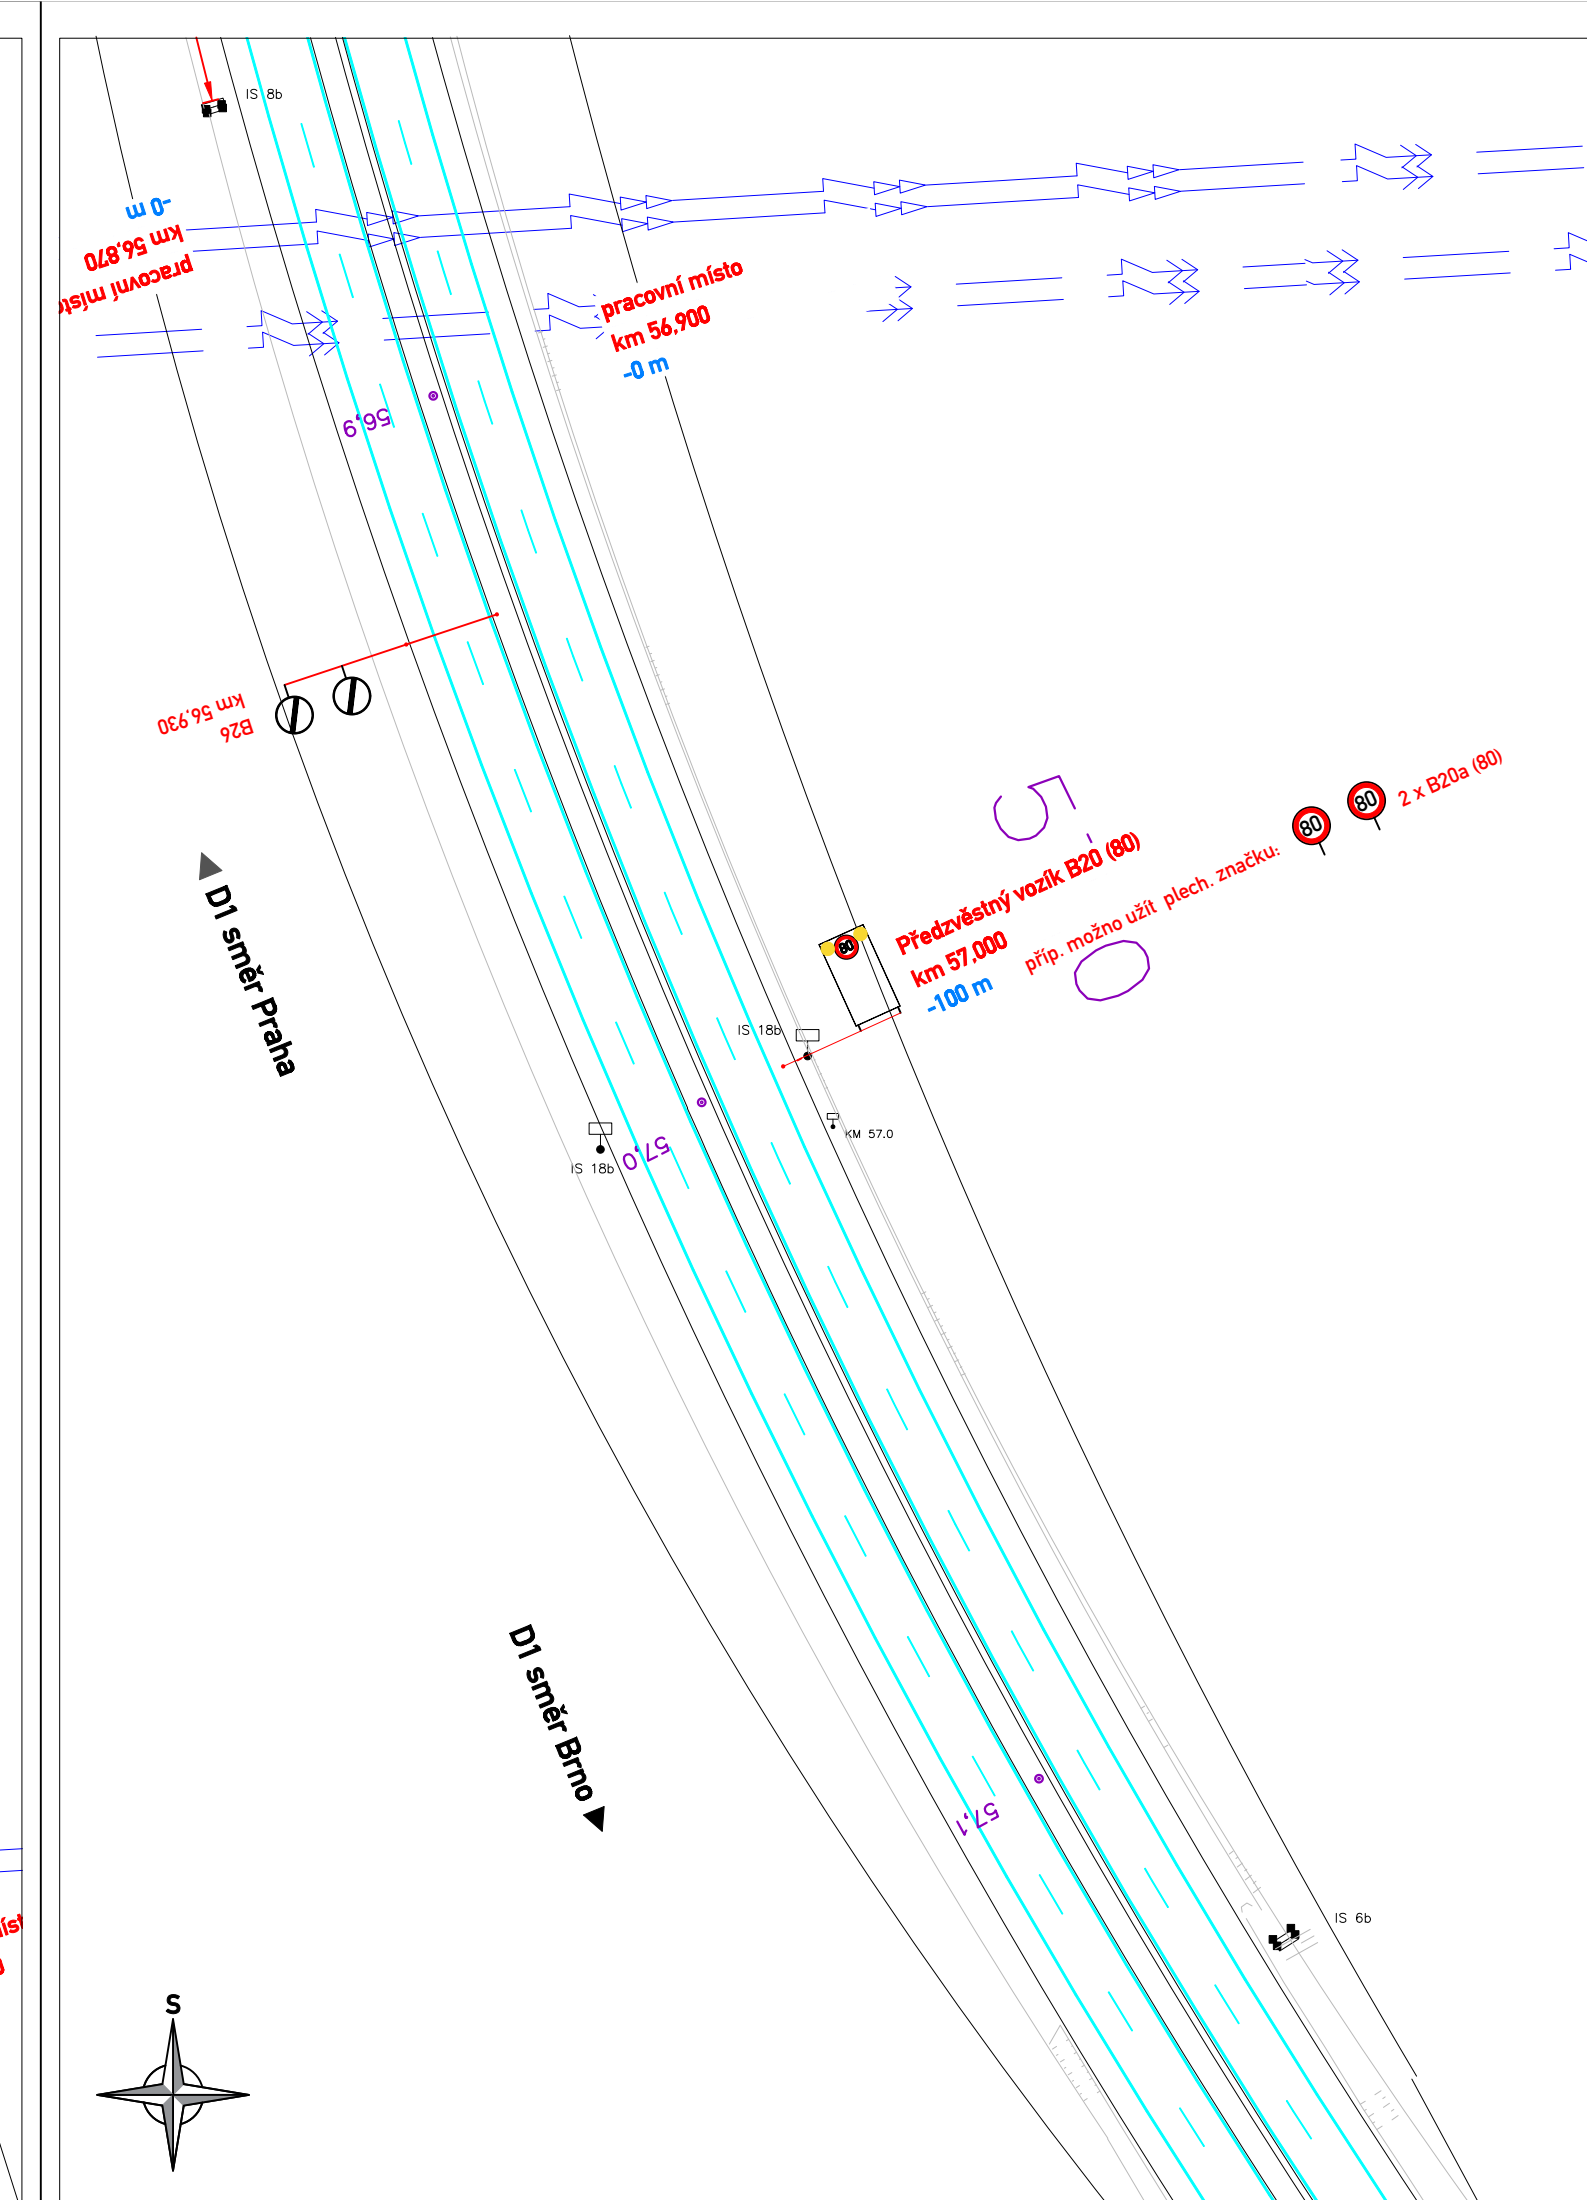 IS 8b
-0 m
km 56,870
pracovní místo
pracovní místo
km 56,900
-0 m
56,9
km 56,930
B26
D1 směr Praha
80
80
2 x B20a (80)
příp. možno užít plech. značku:
Předzvěstný vozík B20 (80)
km 57,000
-100 m
5
0
80
IS 18b
KM 57.0
57,0
IS 18b
D1 směr Brno
57,1
IS 6b
S